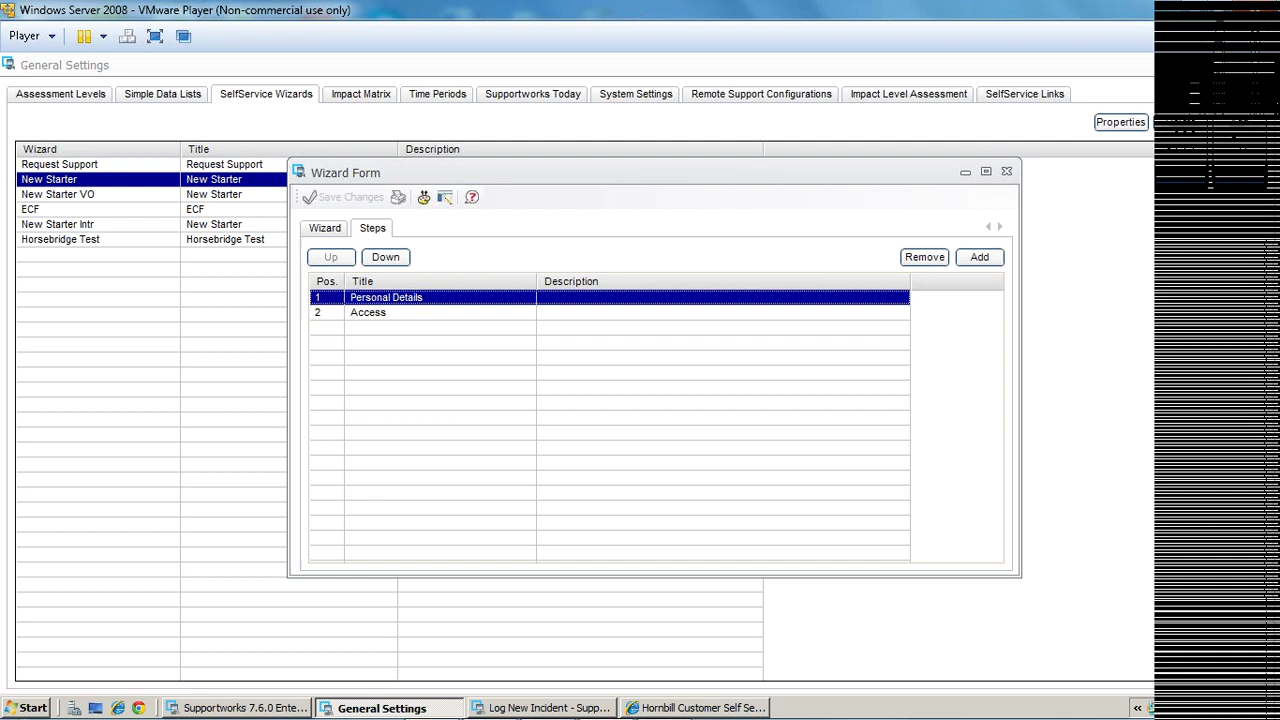 Windows Server 2008 - VMware Player (Non-commercial use only)
Player
General Settings
Assessment Levels Simple Data Lists SelfService Wizards Impact Matrix Time Periods Supportworks Today System Settings Remote Support Configurations Impact Level Assessment SelfService Links
Properties
Wizard Title Description
Request Support Request Support
New Starter New Starter
New Starter VO New Starter
ECF ECF
New Starter Intr New Starter
Horsebridge Test Horsebridge Test
Wizard Form
Save Changes
Wizard Steps
Up Down Remove Add
Pos. Title Description
1 Personal Details
2 Access
Start Supportworks 7.6.0 Ente... General Settings Log New Incident - Supp... Hornbill Customer Self Se...